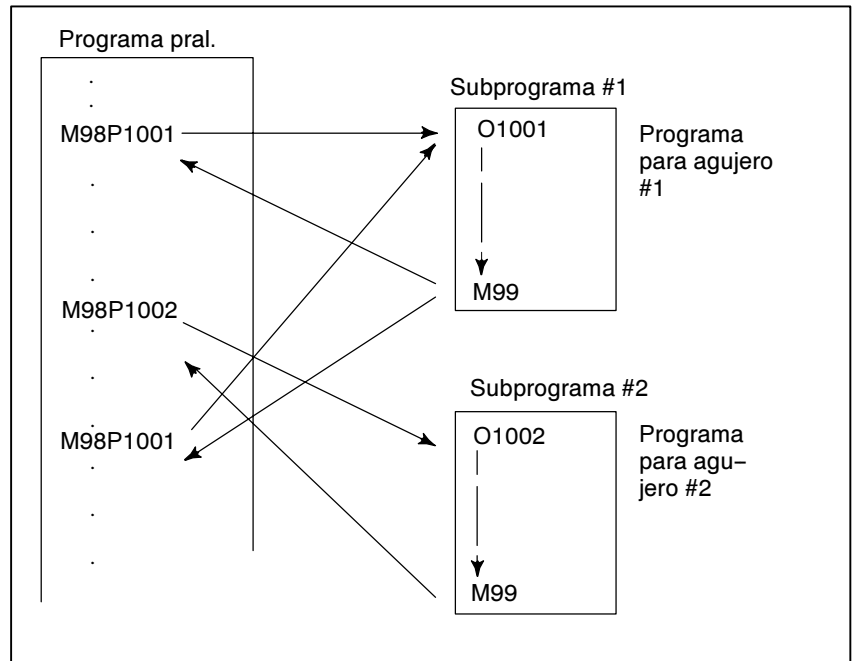 Programa pral.
M98P1001
M98P1002
M98P1001
Subprograma #1
O1001
M99
Programa
para agujero
#1
Subprograma #2
O1002
M99
Programa
para agu–
jero #2